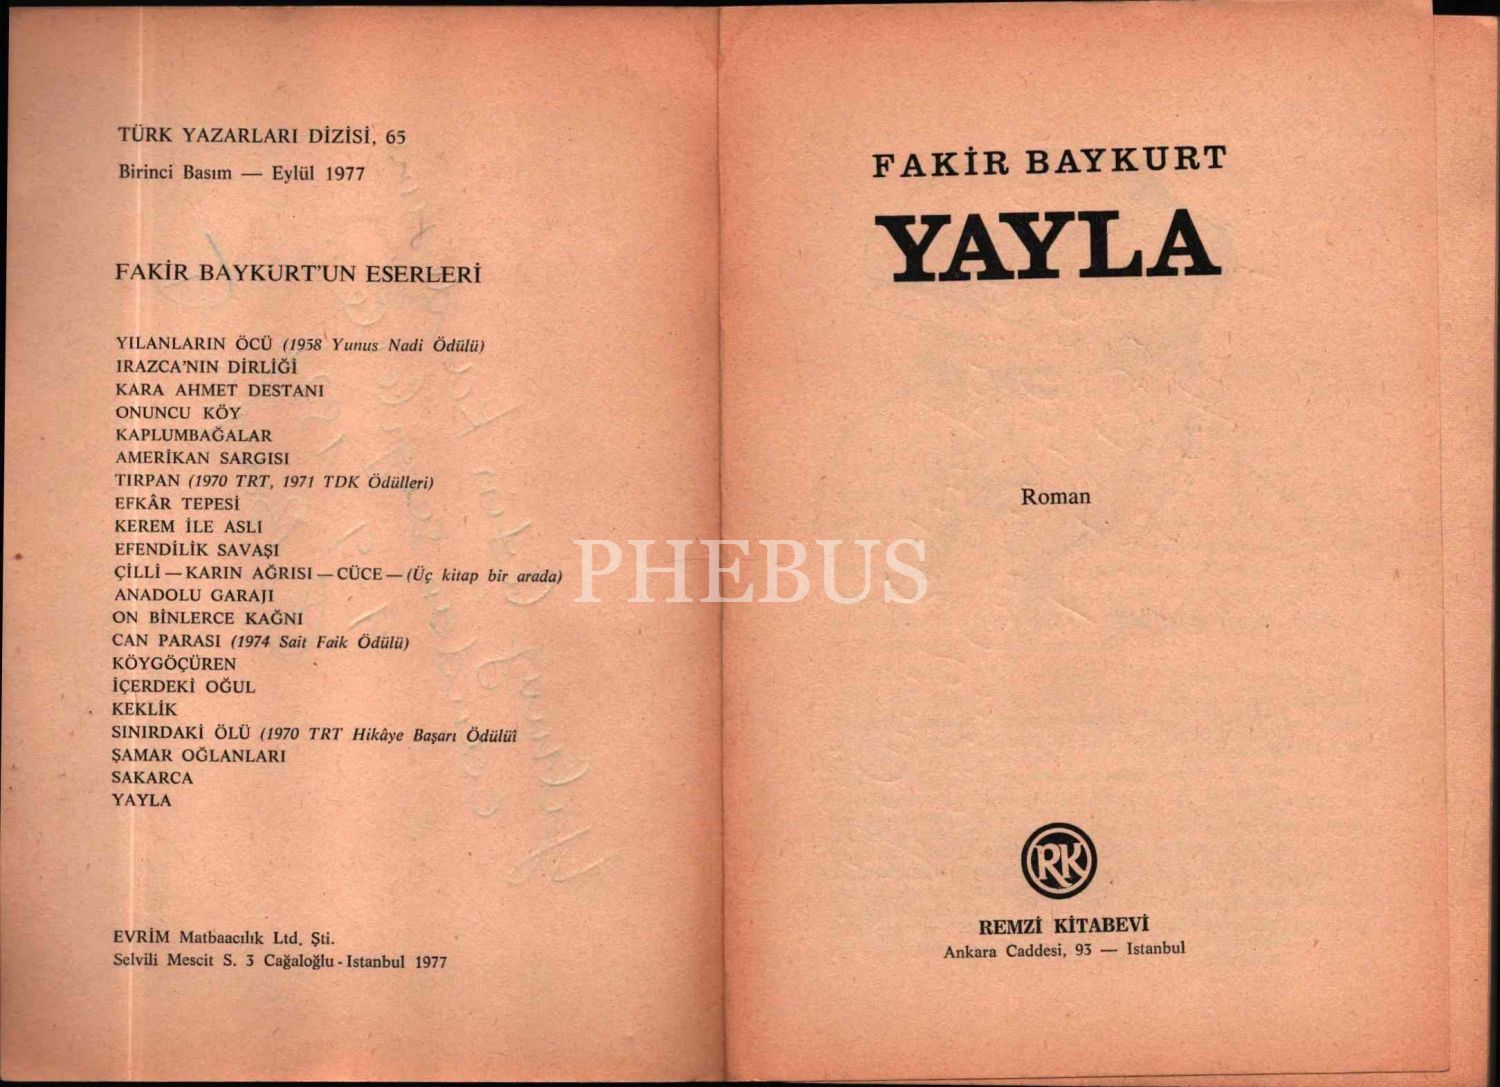 TÜRK YAZARLARI DİZİSİ, 65
Birinci Basım — Eylül 1977
FAKİR BAYKURT'UN ESERLERİ
YILANLARIN ÖCÜ (1958 Yunus Nadi Ödülü)
IRAZCA'NIN DİRLİĞİ
KARA AHMET DESTANI
ONUNCU KÖY
KAPLUMBAĞALAR
AMERİKAN SARGISI
TIRPAN (1970 TRT, 1971 TDK Ödülleri)
EFKÂR TEPESİ
KEREM İLE ASLI
EFENDİLİK SAVAŞI
ÇİLLİ — KARIN AĞRISI — CÜCE — (Üç kitap bir arada)
ANADOLU GARAJI
ON BİNLERCE KAĞNI
CAN PARASI (1974 Sait Faik Ödülü)
KÖYGÖÇÜREN
İÇERDEKİ OĞUL
KEKLİK
SINIRDAKİ ÖLÜ (1970 TRT Hikâye Başarı Ödülüî
ŞAMAR OĞLANLARI
SAKARCA
YAYLA
EVRİM Matbaacılık Ltd. Şti.
Selvili Mescit S. 3 Cağaloğlu - Istanbul 1977
FAKİR BAYKURT
YAYLA
Roman
PHEBUS
RK
REMZİ KİTABEVİ
Ankara Caddesi, 93 — Istanbul